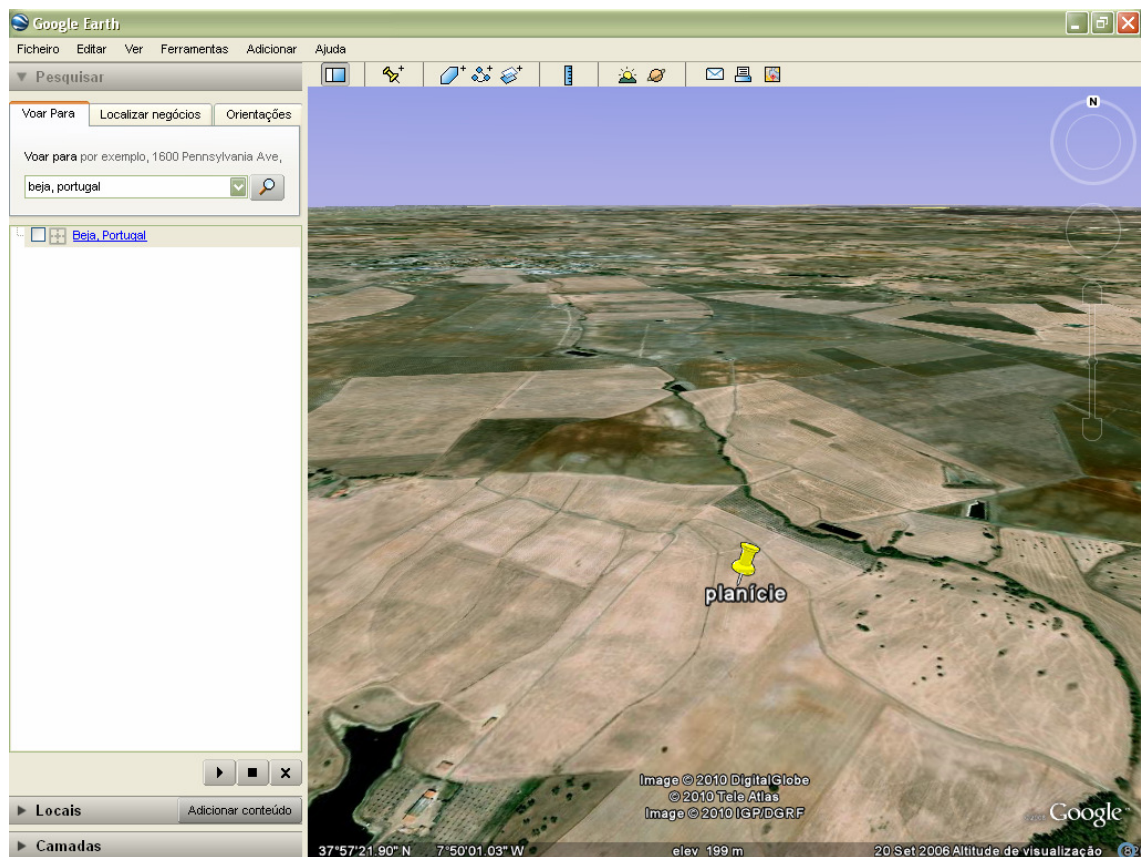 Google Earth
Ficheiro Editar Ver Ferramentas Adicionar Ajuda
Pesquisar
Voar Para Localizar negócios Orientações
Voar para por exemplo, 1600 Pennsylvania Ave,
beja, portugal
Beja, Portugal
N
planície
Image © 2010 DigitalGlobe
© 2010 Tele Atlas
Image © 2010 IGP/DGRF
Google
Locais Adicionar conteúdo
Camadas
37°57'21.90" N 7°50'01.03" W elev 199 m 20 Set 2006 Altitude de visualização